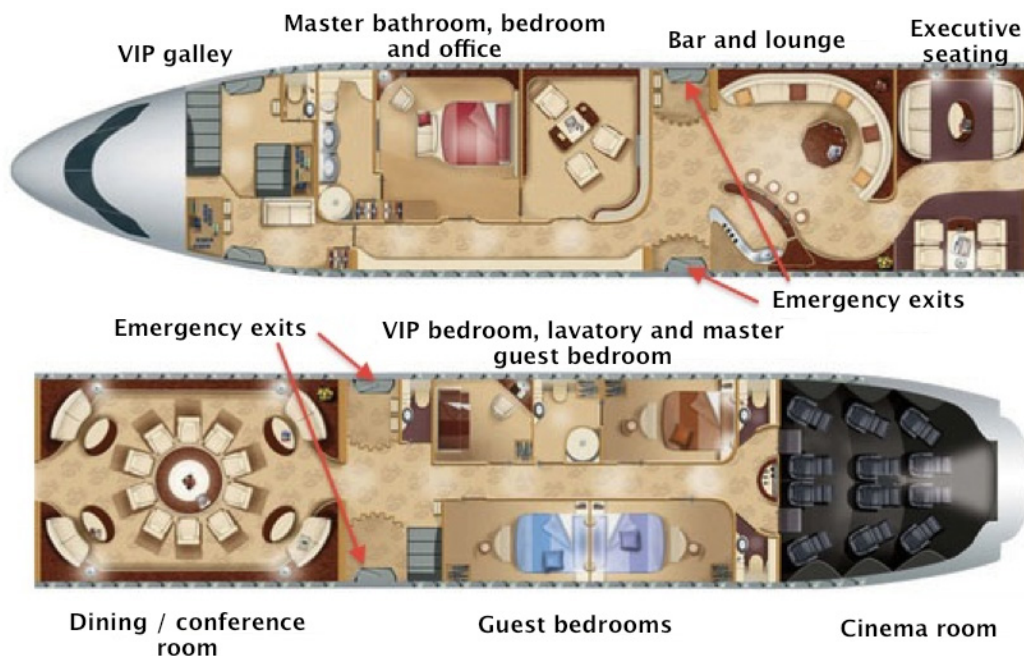 VIP galley
Master bathroom, bedroom
and office
Bar and lounge
Executive
seating
Emergency exits
Emergency exits
VIP bedroom, lavatory and master
guest bedroom
Dining / conference
room
Guest bedrooms
Cinema room